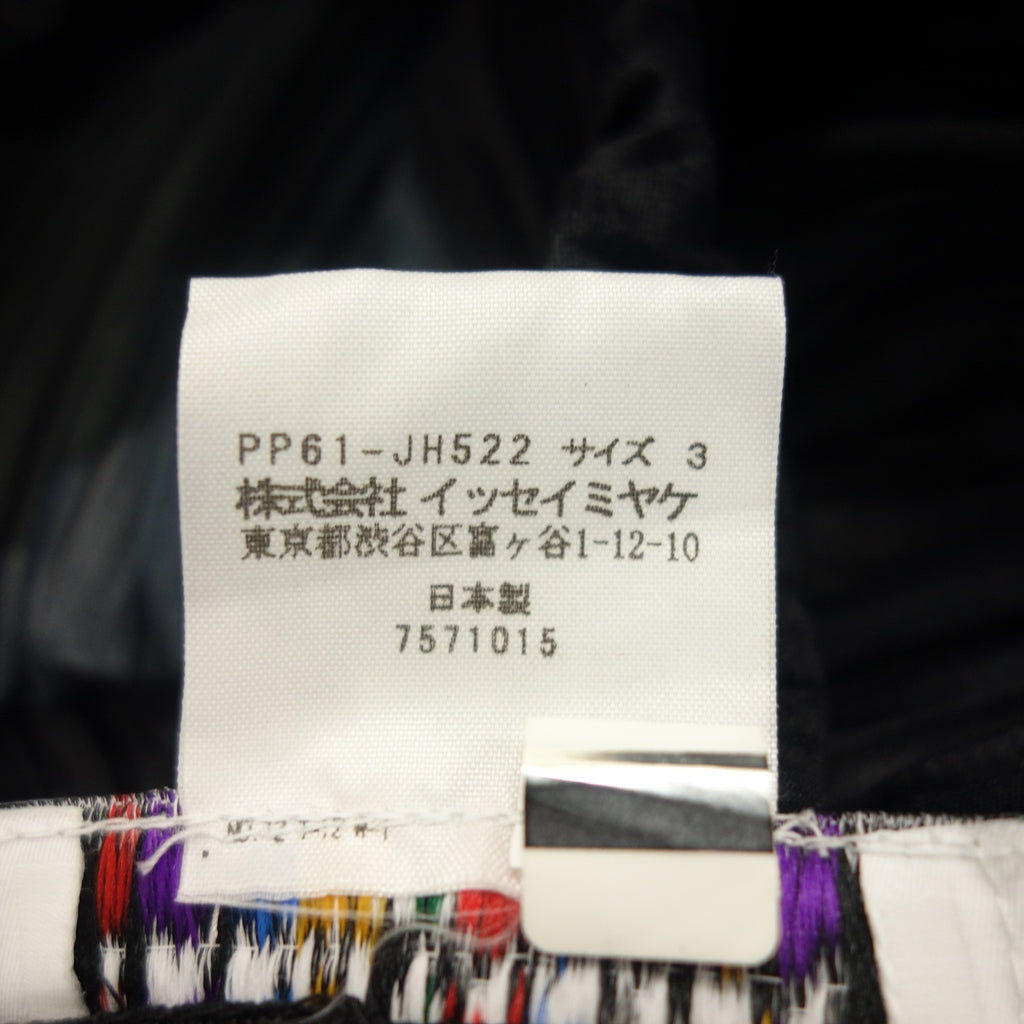 PP61-JH522 サイズ 3
株式会社 イッセイミヤケ
東京都渋谷区富ヶ谷1-12-10
日本製
7571015